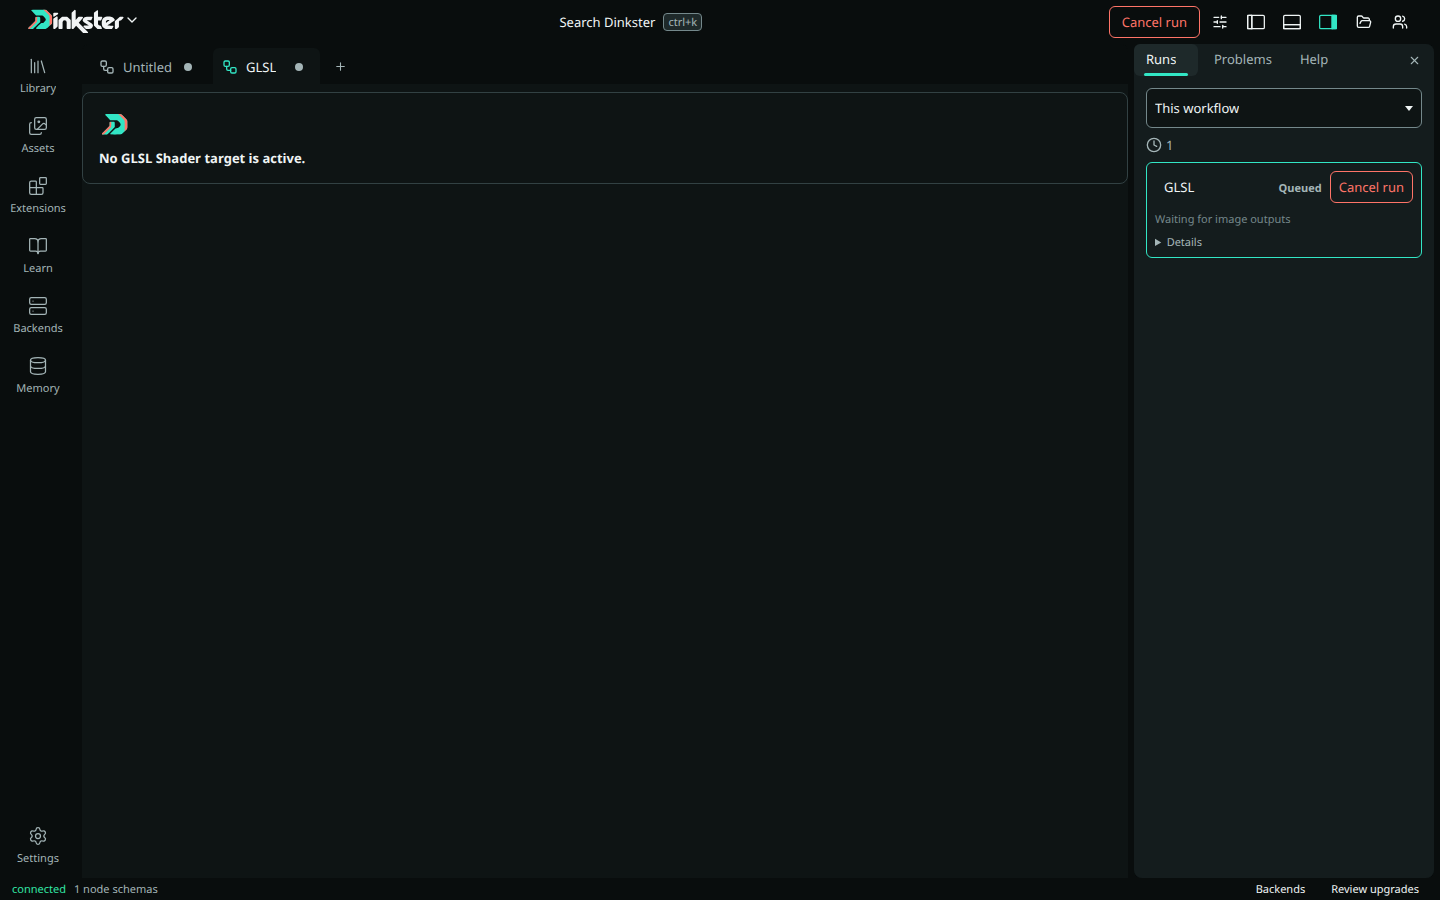 Dinkster
Search Dinkster ctrl+k
Cancel run
Library
Assets
Extensions
Learn
Backends
Memory
Settings
Untitled
GLSL
No GLSL Shader target is active.
Runs Problems Help
This workflow
1
GLSL Queued Cancel run
Waiting for image outputs
Details
connected 1 node schemas
Backends Review upgrades